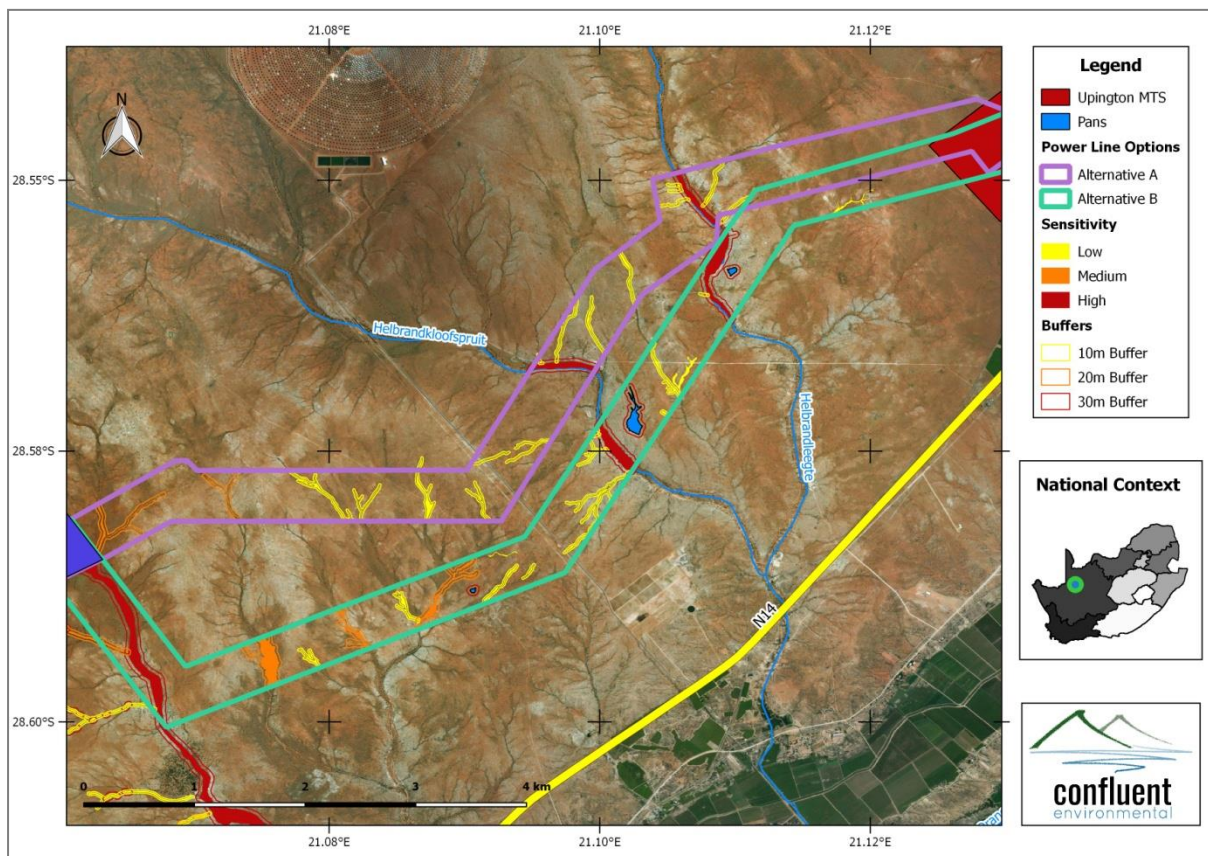 21.08°E
21.10°E
21.12°E
N
28.55°S
28.58°S
28.60°S
Helbrandkloofspruit
Helbrandleegte
N14
0 1 2 3 4 km
21.08°E
21.10°E
21.12°E
Legend
Upington MTS
Pans
Power Line Options
Alternative A
Alternative B
Sensitivity
Low
Medium
High
Buffers
10m Buffer
20m Buffer
30m Buffer
National Context
confluent
environmental